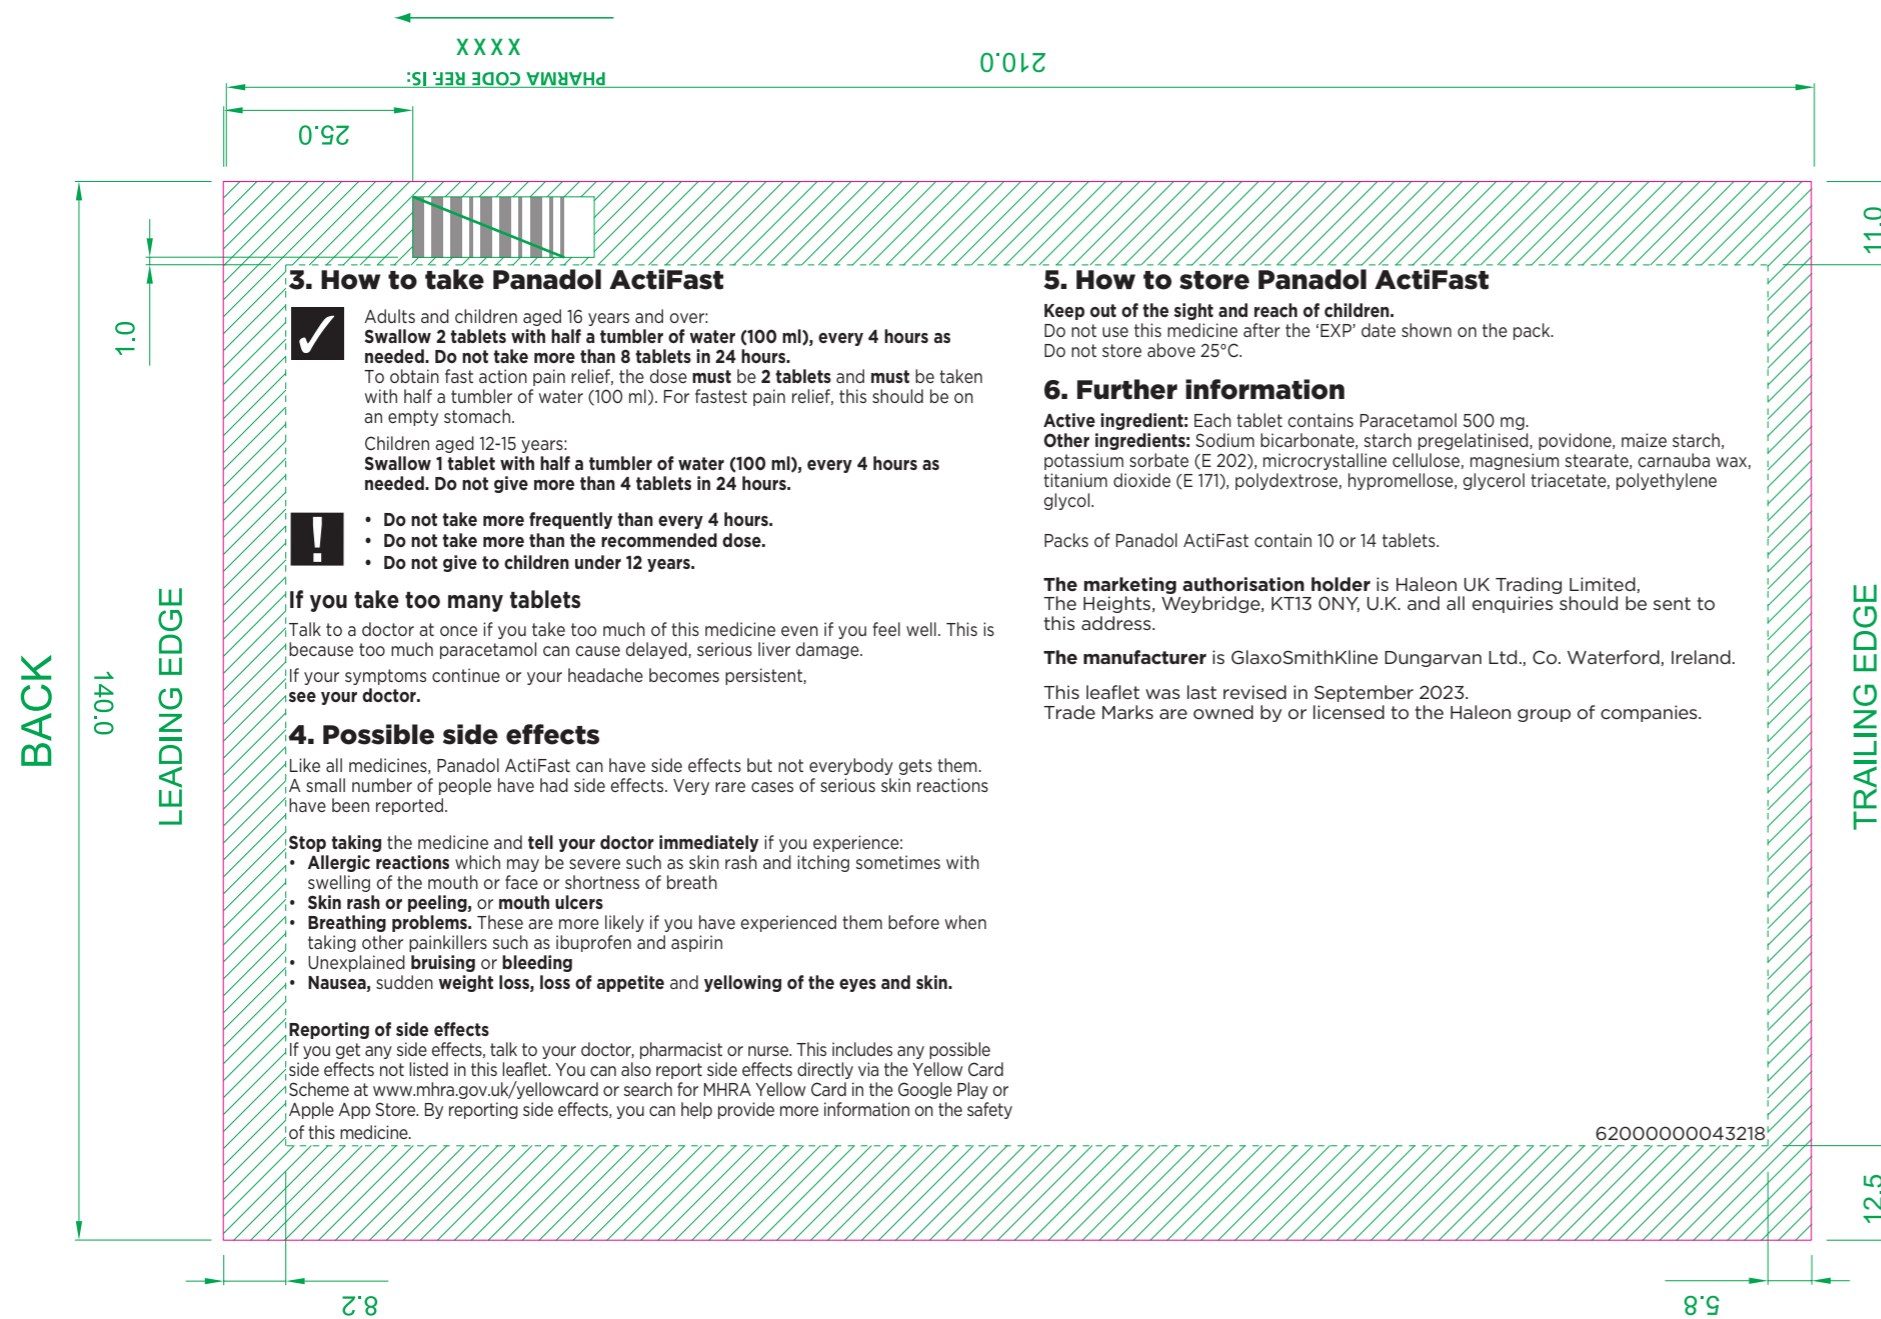 X X X X
PHARMA CODE REF. IS:
210.0
25.0
11.0
1.0
BACK
140.0
LEADING EDGE
3. How to take Panadol ActiFast
Adults and children aged 16 years and over:
Swallow 2 tablets with half a tumbler of water (100 ml), every 4 hours as
needed. Do not take more than 8 tablets in 24 hours.
To obtain fast action pain relief, the dose must be 2 tablets and must be taken
with half a tumbler of water (100 ml). For fastest pain relief, this should be on
an empty stomach.
Children aged 12-15 years:
Swallow 1 tablet with half a tumbler of water (100 ml), every 4 hours as
needed. Do not give more than 4 tablets in 24 hours.
• Do not take more frequently than every 4 hours.
• Do not take more than the recommended dose.
• Do not give to children under 12 years.
If you take too many tablets
Talk to a doctor at once if you take too much of this medicine even if you feel well. This is
because too much paracetamol can cause delayed, serious liver damage.
If your symptoms continue or your headache becomes persistent,
see your doctor.
4. Possible side effects
Like all medicines, Panadol ActiFast can have side effects but not everybody gets them.
A small number of people have had side effects. Very rare cases of serious skin reactions
have been reported.
Stop taking the medicine and tell your doctor immediately if you experience:
• Allergic reactions which may be severe such as skin rash and itching sometimes with
swelling of the mouth or face or shortness of breath
• Skin rash or peeling, or mouth ulcers
• Breathing problems. These are more likely if you have experienced them before when
taking other painkillers such as ibuprofen and aspirin
• Unexplained bruising or bleeding
• Nausea, sudden weight loss, loss of appetite and yellowing of the eyes and skin.
Reporting of side effects
If you get any side effects, talk to your doctor, pharmacist or nurse. This includes any possible
side effects not listed in this leaflet. You can also report side effects directly via the Yellow Card
Scheme at www.mhra.gov.uk/yellowcard or search for MHRA Yellow Card in the Google Play or
Apple App Store. By reporting side effects, you can help provide more information on the safety
of this medicine.
5. How to store Panadol ActiFast
Keep out of the sight and reach of children.
Do not use this medicine after the ‘EXP’ date shown on the pack.
Do not store above 25°C.
6. Further information
Active ingredient: Each tablet contains Paracetamol 500 mg.
Other ingredients: Sodium bicarbonate, starch pregelatinised, povidone, maize starch,
potassium sorbate (E 202), microcrystalline cellulose, magnesium stearate, carnauba wax,
titanium dioxide (E 171), polydextrose, hypromellose, glycerol triacetate, polyethylene
glycol.
Packs of Panadol ActiFast contain 10 or 14 tablets.
The marketing authorisation holder is Haleon UK Trading Limited,
The Heights, Weybridge, KT13 0NY, U.K. and all enquiries should be sent to
this address.
The manufacturer is GlaxoSmithKline Dungarvan Ltd., Co. Waterford, Ireland.
This leaflet was last revised in September 2023.
Trade Marks are owned by or licensed to the Haleon group of companies.
62000000043218
TRAILING EDGE
12.5
8.2
5.8